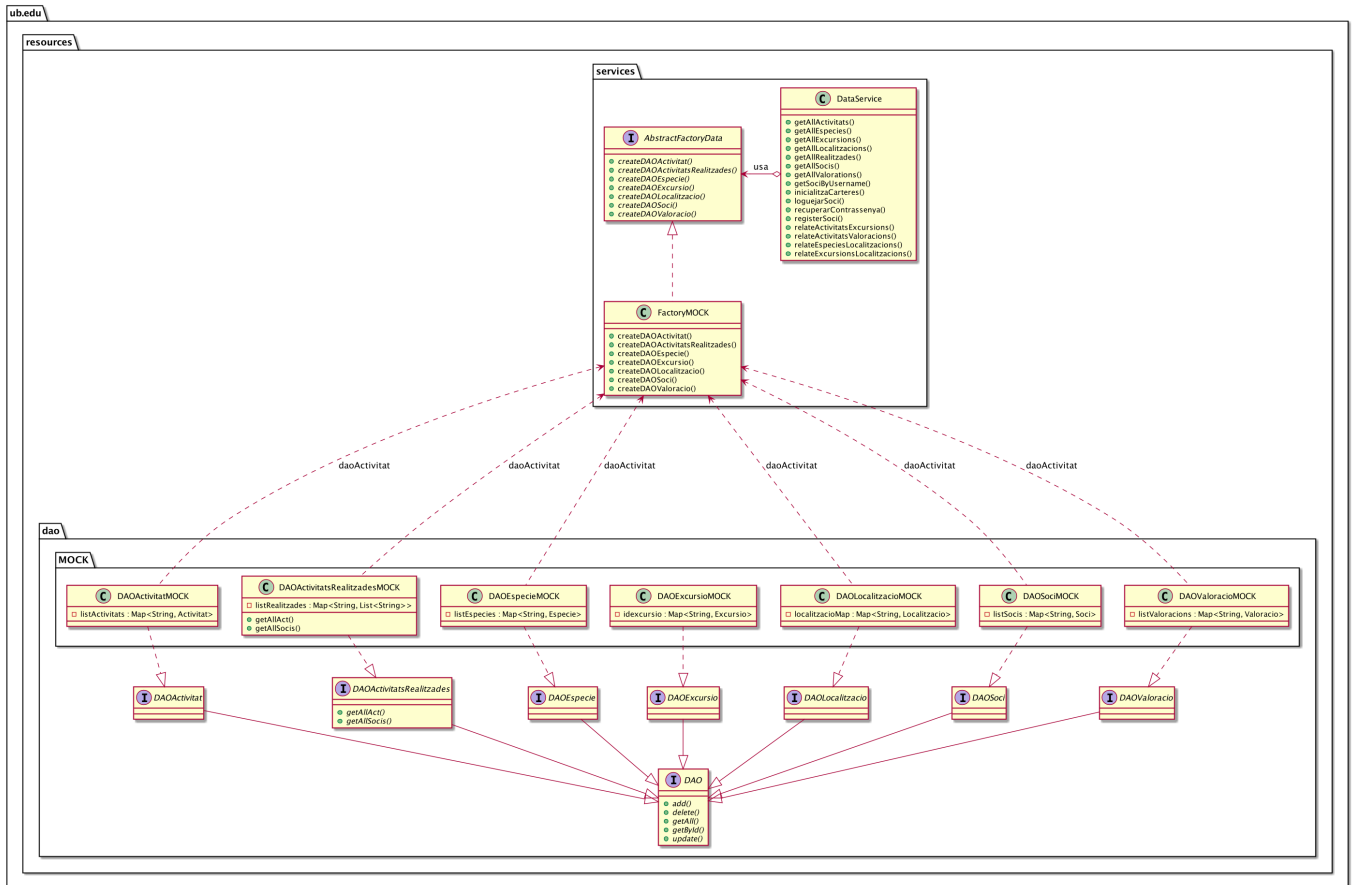 ub.edu
resources
services
C DataService
getAllActivitats()
getAllEspecies()
getAllExcursions()
getAllLocalitzacions()
getAllRealitzades()
getAllSocis()
getAllValorations()
getSociByUsername()
inicialitzaCarteres()
loguejarSoci()
recuperarContrassenya()
registerSoci()
relateActivitatsExcursions()
relateActivitatsValoracions()
relateEspeciesLocalitzacions()
relateExcursionsLocalitzacions()
I AbstractFactoryData
createDAOActivitat()
createDAOActivitatsRealitzades()
createDAOEspecie()
createDAOExcursio()
createDAOLocalitzacio()
createDAOSoci()
createDAOValoracio()
usa
C FactoryMOCK
createDAOActivitat()
createDAOActivitatsRealitzades()
createDAOEspecie()
createDAOExcursio()
createDAOLocalitzacio()
createDAOSoci()
createDAOValoracio()
daoActivitat
daoActivitat
daoActivitat
daoActivitat
daoActivitat
daoActivitat
dao
MOCK
C DAOActivitatMOCK
listActivitats : Map<String, Activitat>
C DAOActivitatsRealitzadesMOCK
listRealitzades : Map<String, List<String>>
getAllAct()
getAllSocis()
C DAOEspecieMOCK
listEspecies : Map<String, Especie>
C DAOExcursioMOCK
idexcursio : Map<String, Excursio>
C DAOLocalitzacioMOCK
localitzacioMap : Map<String, Localitzacio>
C DAOSociMOCK
listSocis : Map<String, Soci>
C DAOValoracioMOCK
listValoracions : Map<String, Valoracio>
I DAOActivitat
I DAOActivitatsRealitzades
getAllAct()
getAllSocis()
I DAOEspecie
I DAOExcursio
I DAOLocalitzacio
I DAOSoci
I DAOValoracio
I DAO
add()
delete()
getAll()
getById()
update()